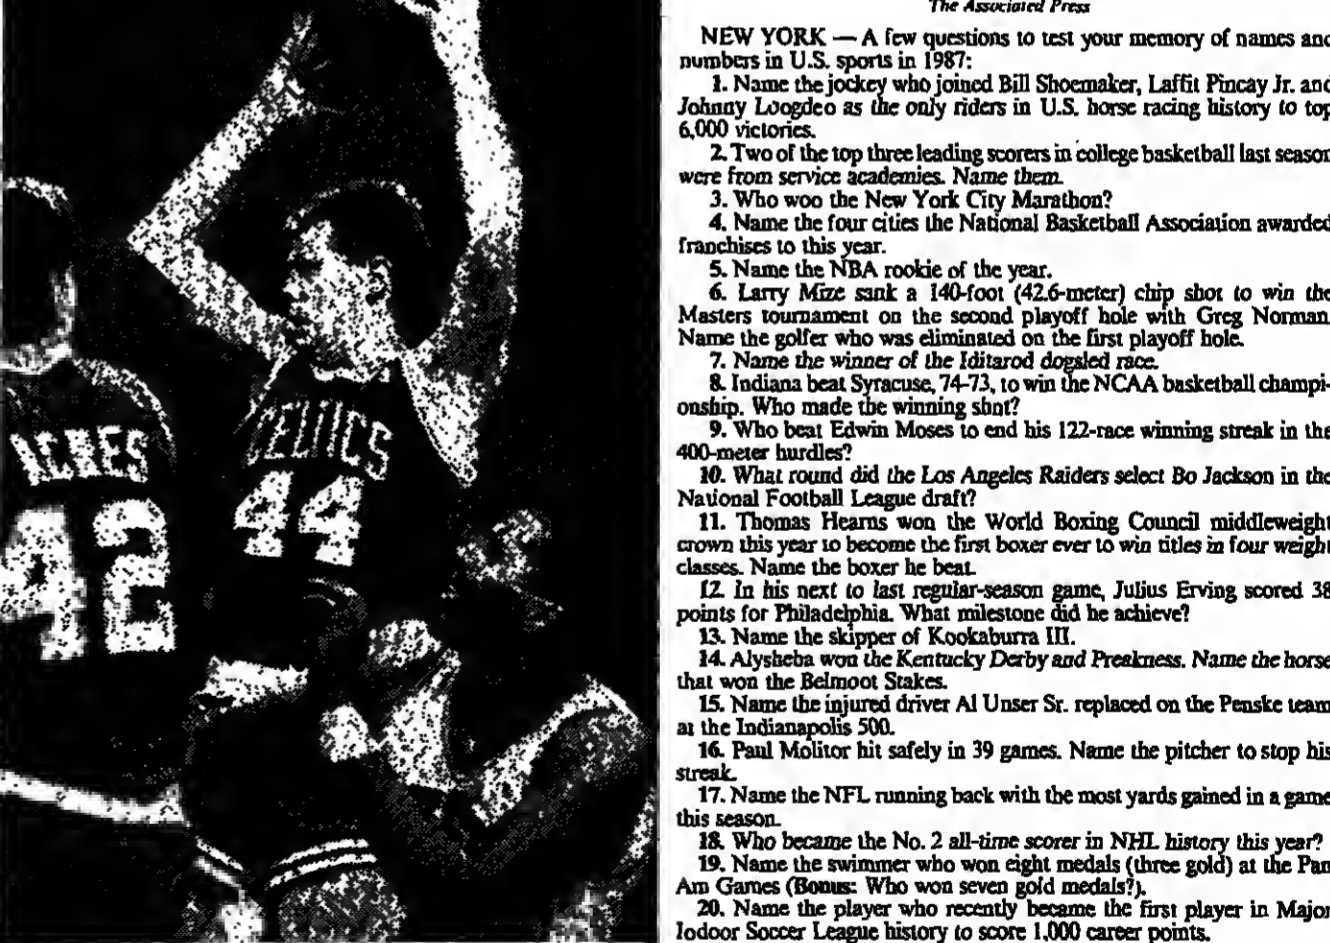 ACRES
42
CELTICS
44
The Associated Press
NEW YORK — A few questions to test your memory of names and
numbers in U.S. sports in 1987:
1. Name the jockey who joined Bill Shoemaker, Laffit Pincay Jr. and
Johnny Loogdeo as the only riders in U.S. horse racing history to top
6,000 victories.
2. Two of the top three leading scorers in college basketball last season
were from service academies. Name them.
3. Who woo the New York City Marathon?
4. Name the four cities the National Basketball Association awarded
franchises to this year.
5. Name the NBA rookie of the year.
6. Larry Mize sank a 140-foot (42.6-meter) chip shot to win the
Masters tournament on the second playoff hole with Greg Norman.
Name the golfer who was eliminated on the first playoff hole.
7. Name the winner of the Iditarod dogsled race.
8. Indiana beat Syracuse, 74-73, to win the NCAA basketball champi-
onship. Who made the winning shnt?
9. Who beat Edwin Moses to end his 122-race winning streak in the
400-meter hurdles?
10. What round did the Los Angeles Raiders select Bo Jackson in the
National Football League draft?
11. Thomas Hearns won the World Boxing Council middleweight
crown this year to become the first boxer ever to win titles in four weight
classes. Name the boxer he beat.
12. In his next to last regular-season game, Julius Erving scored 38
points for Philadelphia. What milestone did he achieve?
13. Name the skipper of Kookaburra III.
14. Alysheba won the Kentucky Derby and Preakness. Name the horse
that won the Belmoot Stakes.
15. Name the injured driver Al Unser Sr. replaced on the Penske team
at the Indianapolis 500.
16. Paul Molitor hit safely in 39 games. Name the pitcher to stop his
streak.
17. Name the NFL running back with the most yards gained in a game
this season.
18. Who became the No. 2 all-time scorer in NHL history this year?
19. Name the swimmer who won eight medals (three gold) at the Pan
Am Games (Bonus: Who won seven gold medals?).
20. Name the player who recently became the first player in Major
Iodoor Soccer League history to score 1,000 career points.